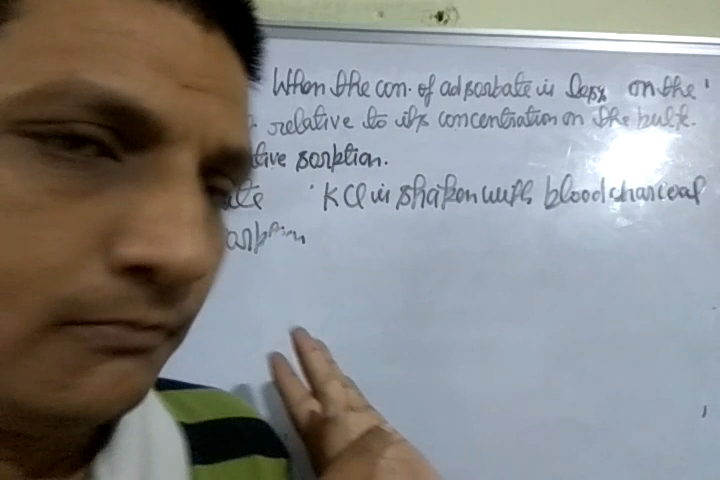 When the con. of adsorbate is less on the
relative to its concentration on the bulk.
tive sorption.
ate KCl is shaken with blood charcoal
orption